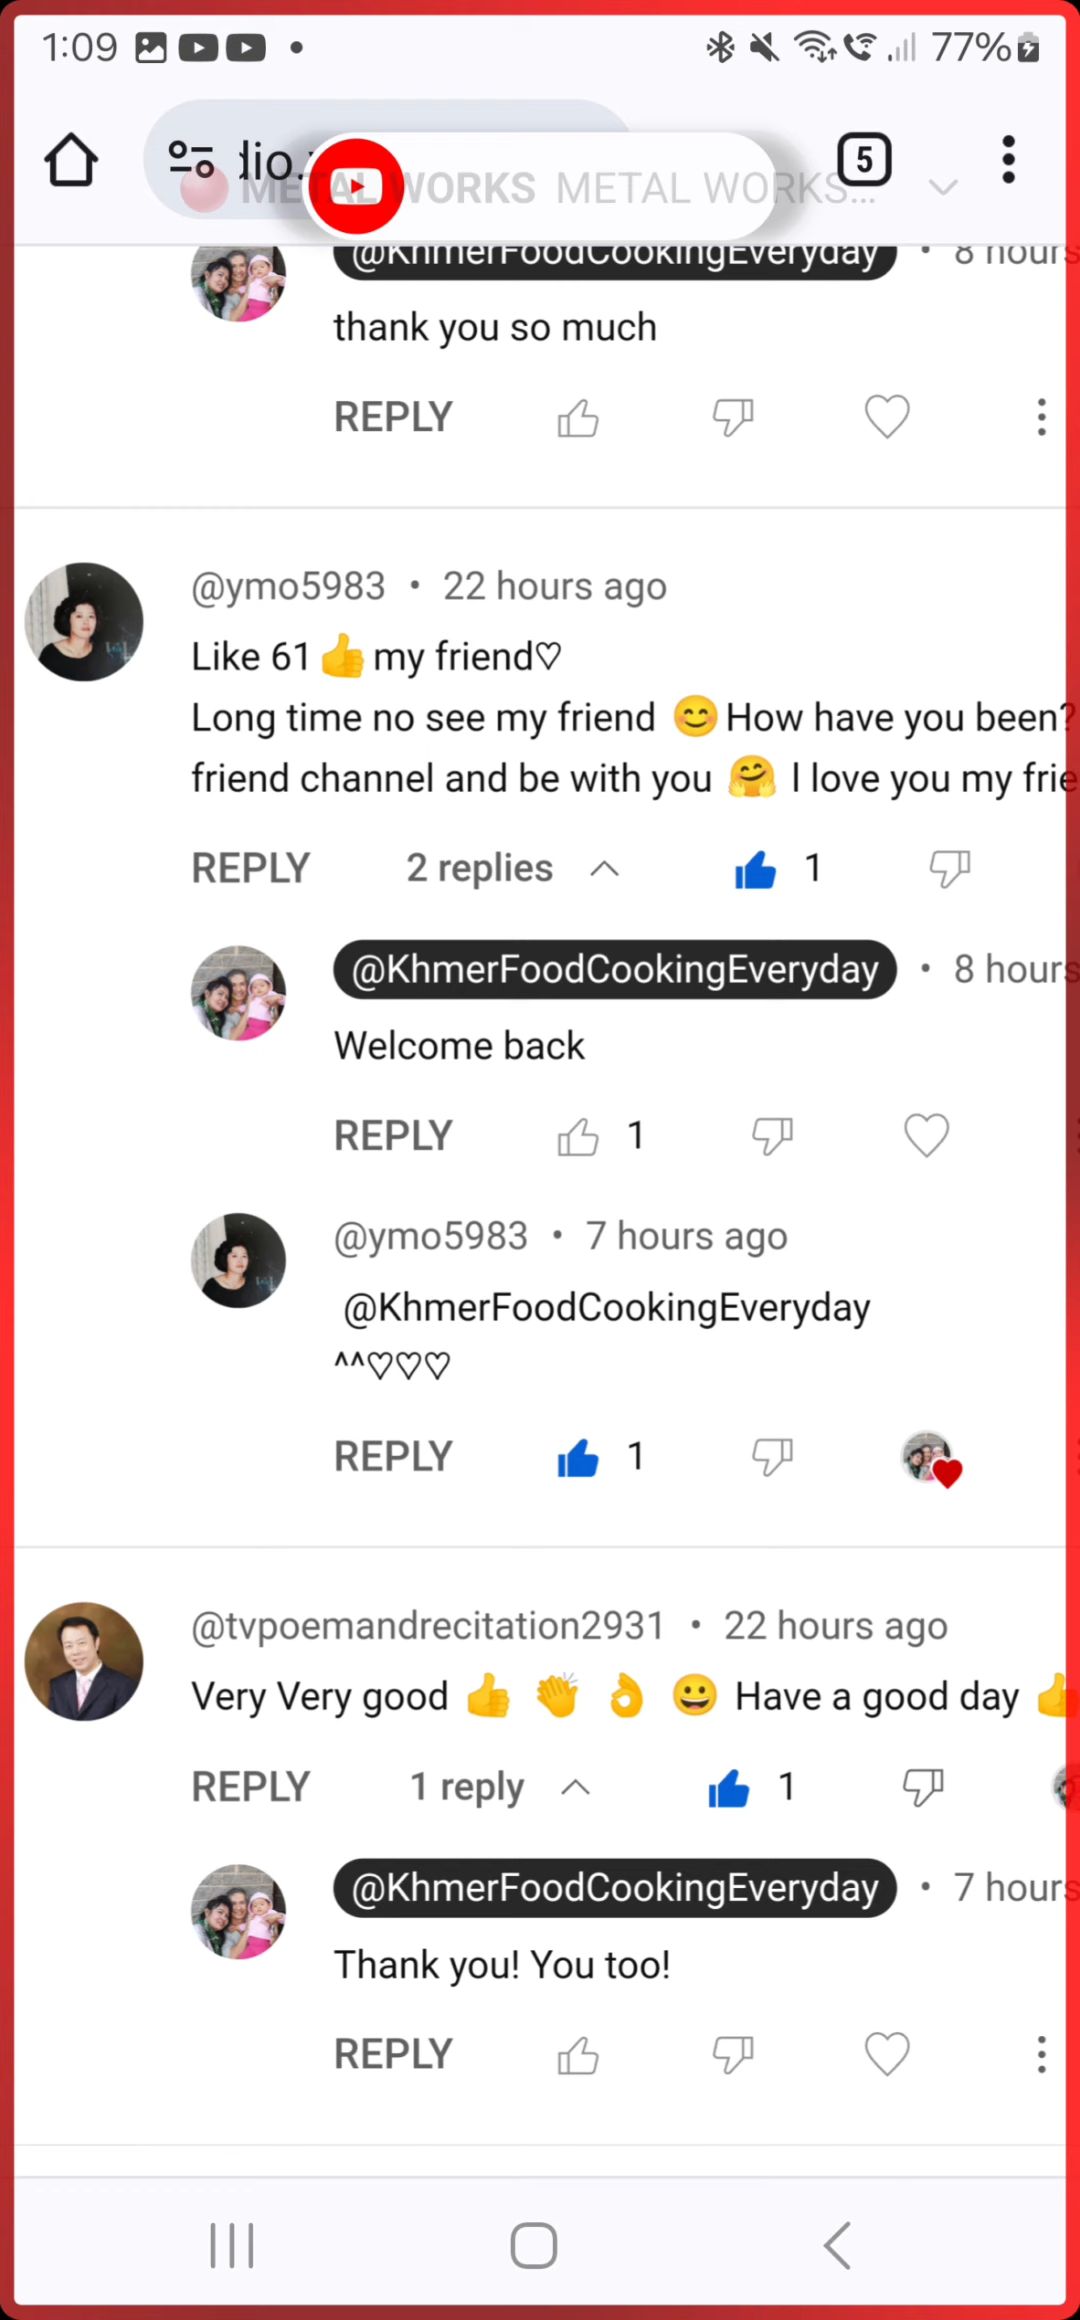 1:09 77%
dio. 5
METAL WORKS METAL WORKS...
@KhmerFoodCookingEveryday • 8 hours
thank you so much
REPLY
@ymo5983 • 22 hours ago
Like 61 👍 my friend♡
Long time no see my friend 😊 How have you been?
friend channel and be with you 🤗 I love you my frie
REPLY 2 replies 1
@KhmerFoodCookingEveryday • 8 hours
Welcome back
REPLY 1
@ymo5983 • 7 hours ago
@KhmerFoodCookingEveryday
^^♡♡♡
REPLY 1
@tvpoemandrecitation2931 • 22 hours ago
Very Very good 👍 👏 👌 😀 Have a good day 👍
REPLY 1 reply 1
@KhmerFoodCookingEveryday • 7 hours
Thank you! You too!
REPLY